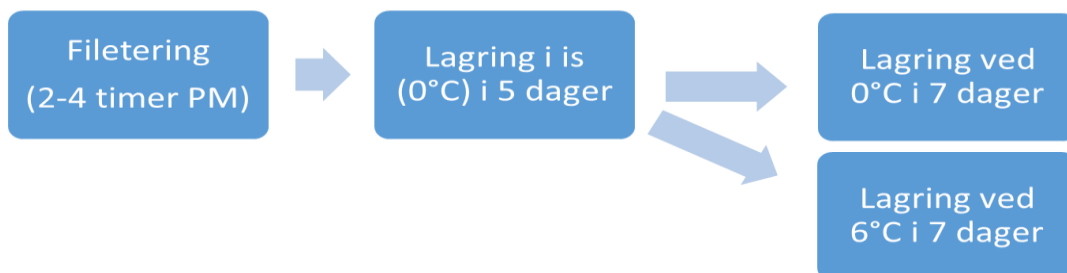 Filetering
(2-4 timer PM)
Lagring i is
(0°C) i 5 dager
Lagring ved
0°C i 7 dager
Lagring ved
6°C i 7 dager